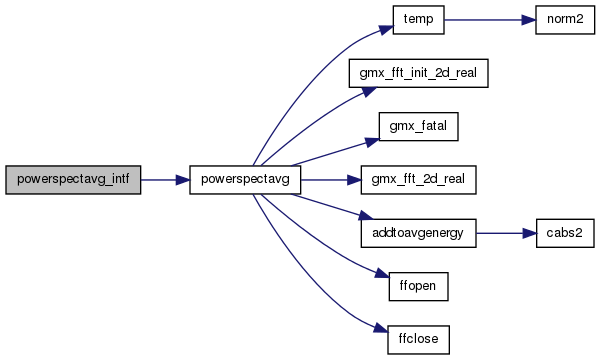 temp
norm2
gmx_fft_init_2d_real
gmx_fatal
powerspectavg_intf
powerspectavg
gmx_fft_2d_real
addtoavgenergy
cabs2
ffopen
ffclose